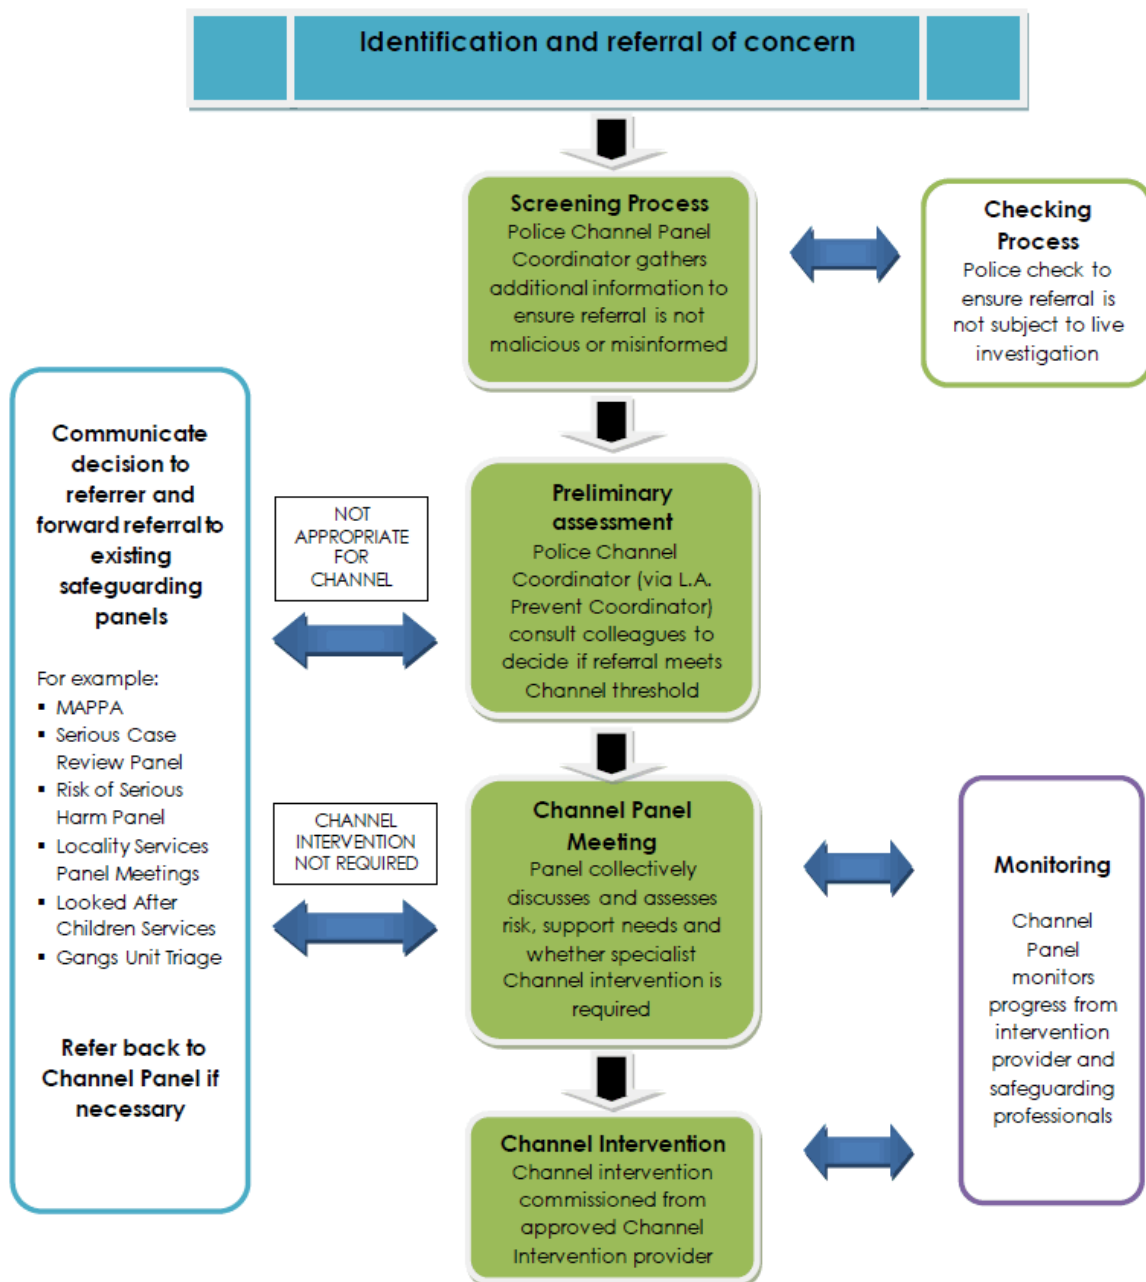 Identification and referral of concern
Screening Process
Police Channel Panel
Coordinator gathers
additional information to
ensure referral is not
malicious or misinformed
Checking
Process
Police check to
ensure referral is
not subject to live
investigation
Communicate
decision to
referrer and
forward referral to
existing
safeguarding
panels
For example:
▪ MAPPA
▪ Serious Case
Review Panel
▪ Risk of Serious
Harm Panel
▪ Locality Services
Panel Meetings
▪ Looked After
Children Services
▪ Gangs Unit Triage
Refer back to
Channel Panel if
necessary
NOT
APPROPRIATE
FOR
CHANNEL
Preliminary
assessment
Police Channel
Coordinator (via L.A.
Prevent Coordinator)
consult colleagues to
decide if referral meets
Channel threshold
CHANNEL
INTERVENTION
NOT REQUIRED
Channel Panel
Meeting
Panel collectively
discusses and assesses
risk, support needs and
whether specialist
Channel intervention is
required
Monitoring
Channel
Panel
monitors
progress from
intervention
provider and
safeguarding
professionals
Channel Intervention
Channel intervention
commissioned from
approved Channel
Intervention provider